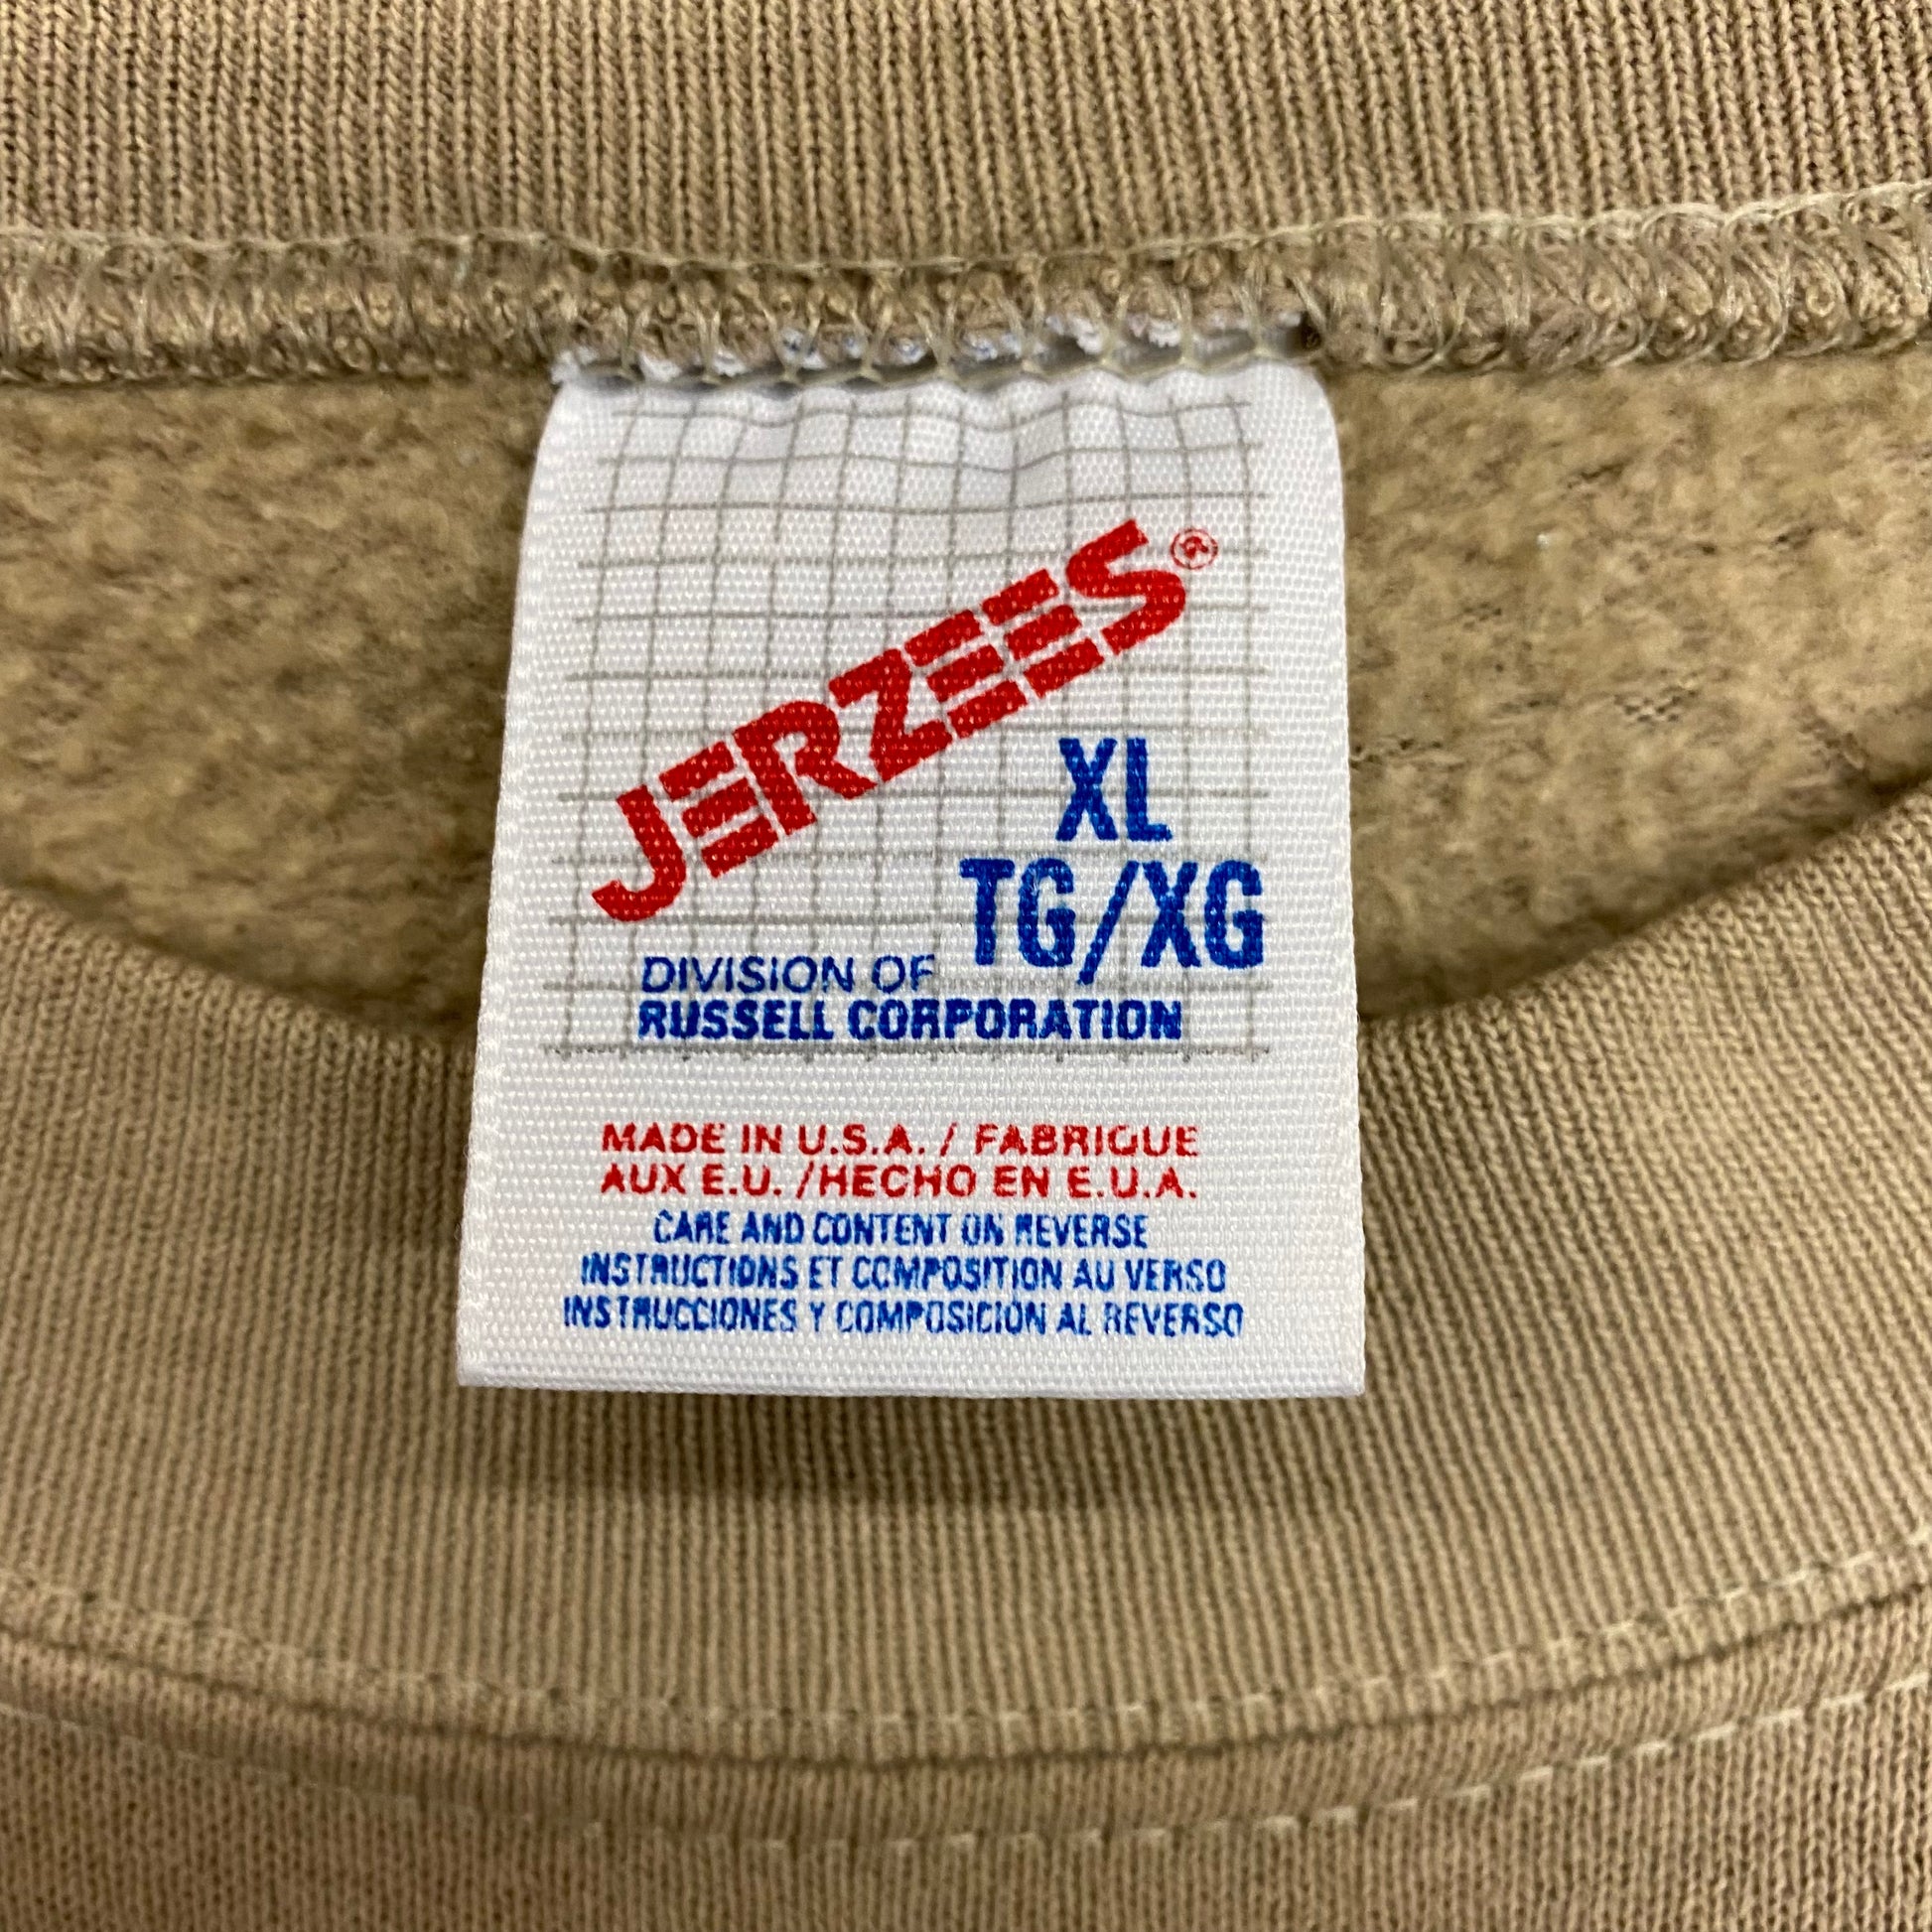 JERZEES®
XL
TG/XG
DIVISION OF
RUSSELL CORPORATION
MADE IN U.S.A. / FABRIQUE
AUX E.U. /HECHO EN E.U.A.
CARE AND CONTENT ON REVERSE
INSTRUCTIONS ET COMPOSITION AU VERSO
INSTRUCCIONES Y COMPOSICION AL REVERSO